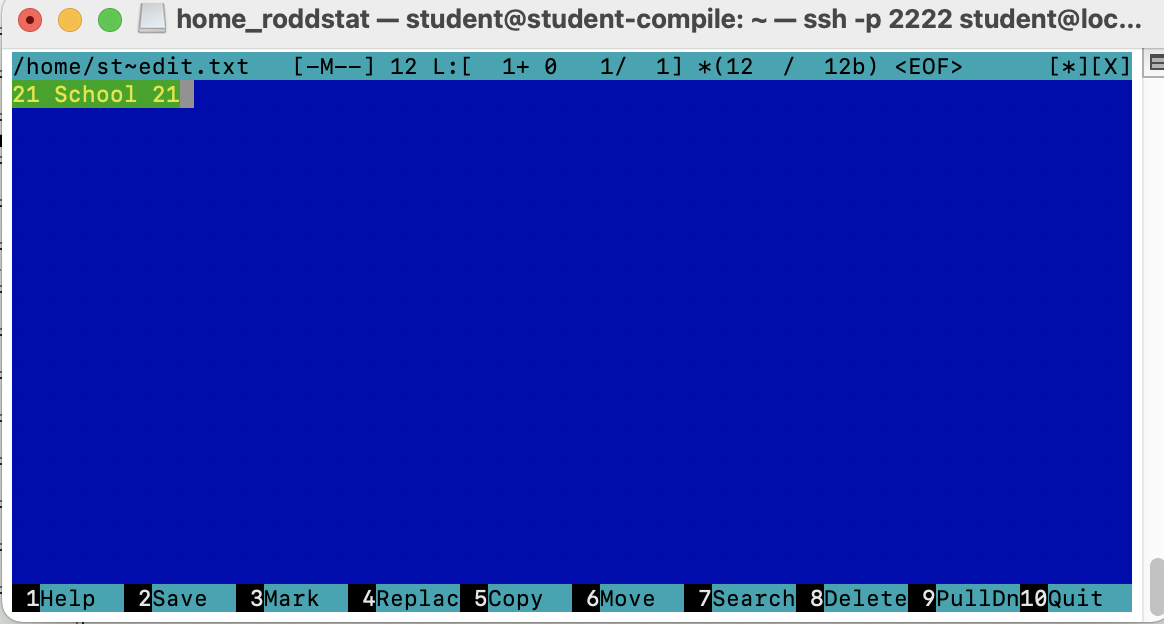 home_roddstat — student@student-compile: ~ — ssh -p 2222 student@loc...
/home/st~edit.txt [-M--] 12 L:[ 1+ 0 1/ 1] *(12 / 12b) <EOF> [*][X]
21 School 21
1Help 2Save 3Mark 4Replac 5Copy 6Move 7Search 8Delete 9PullDn 10Quit